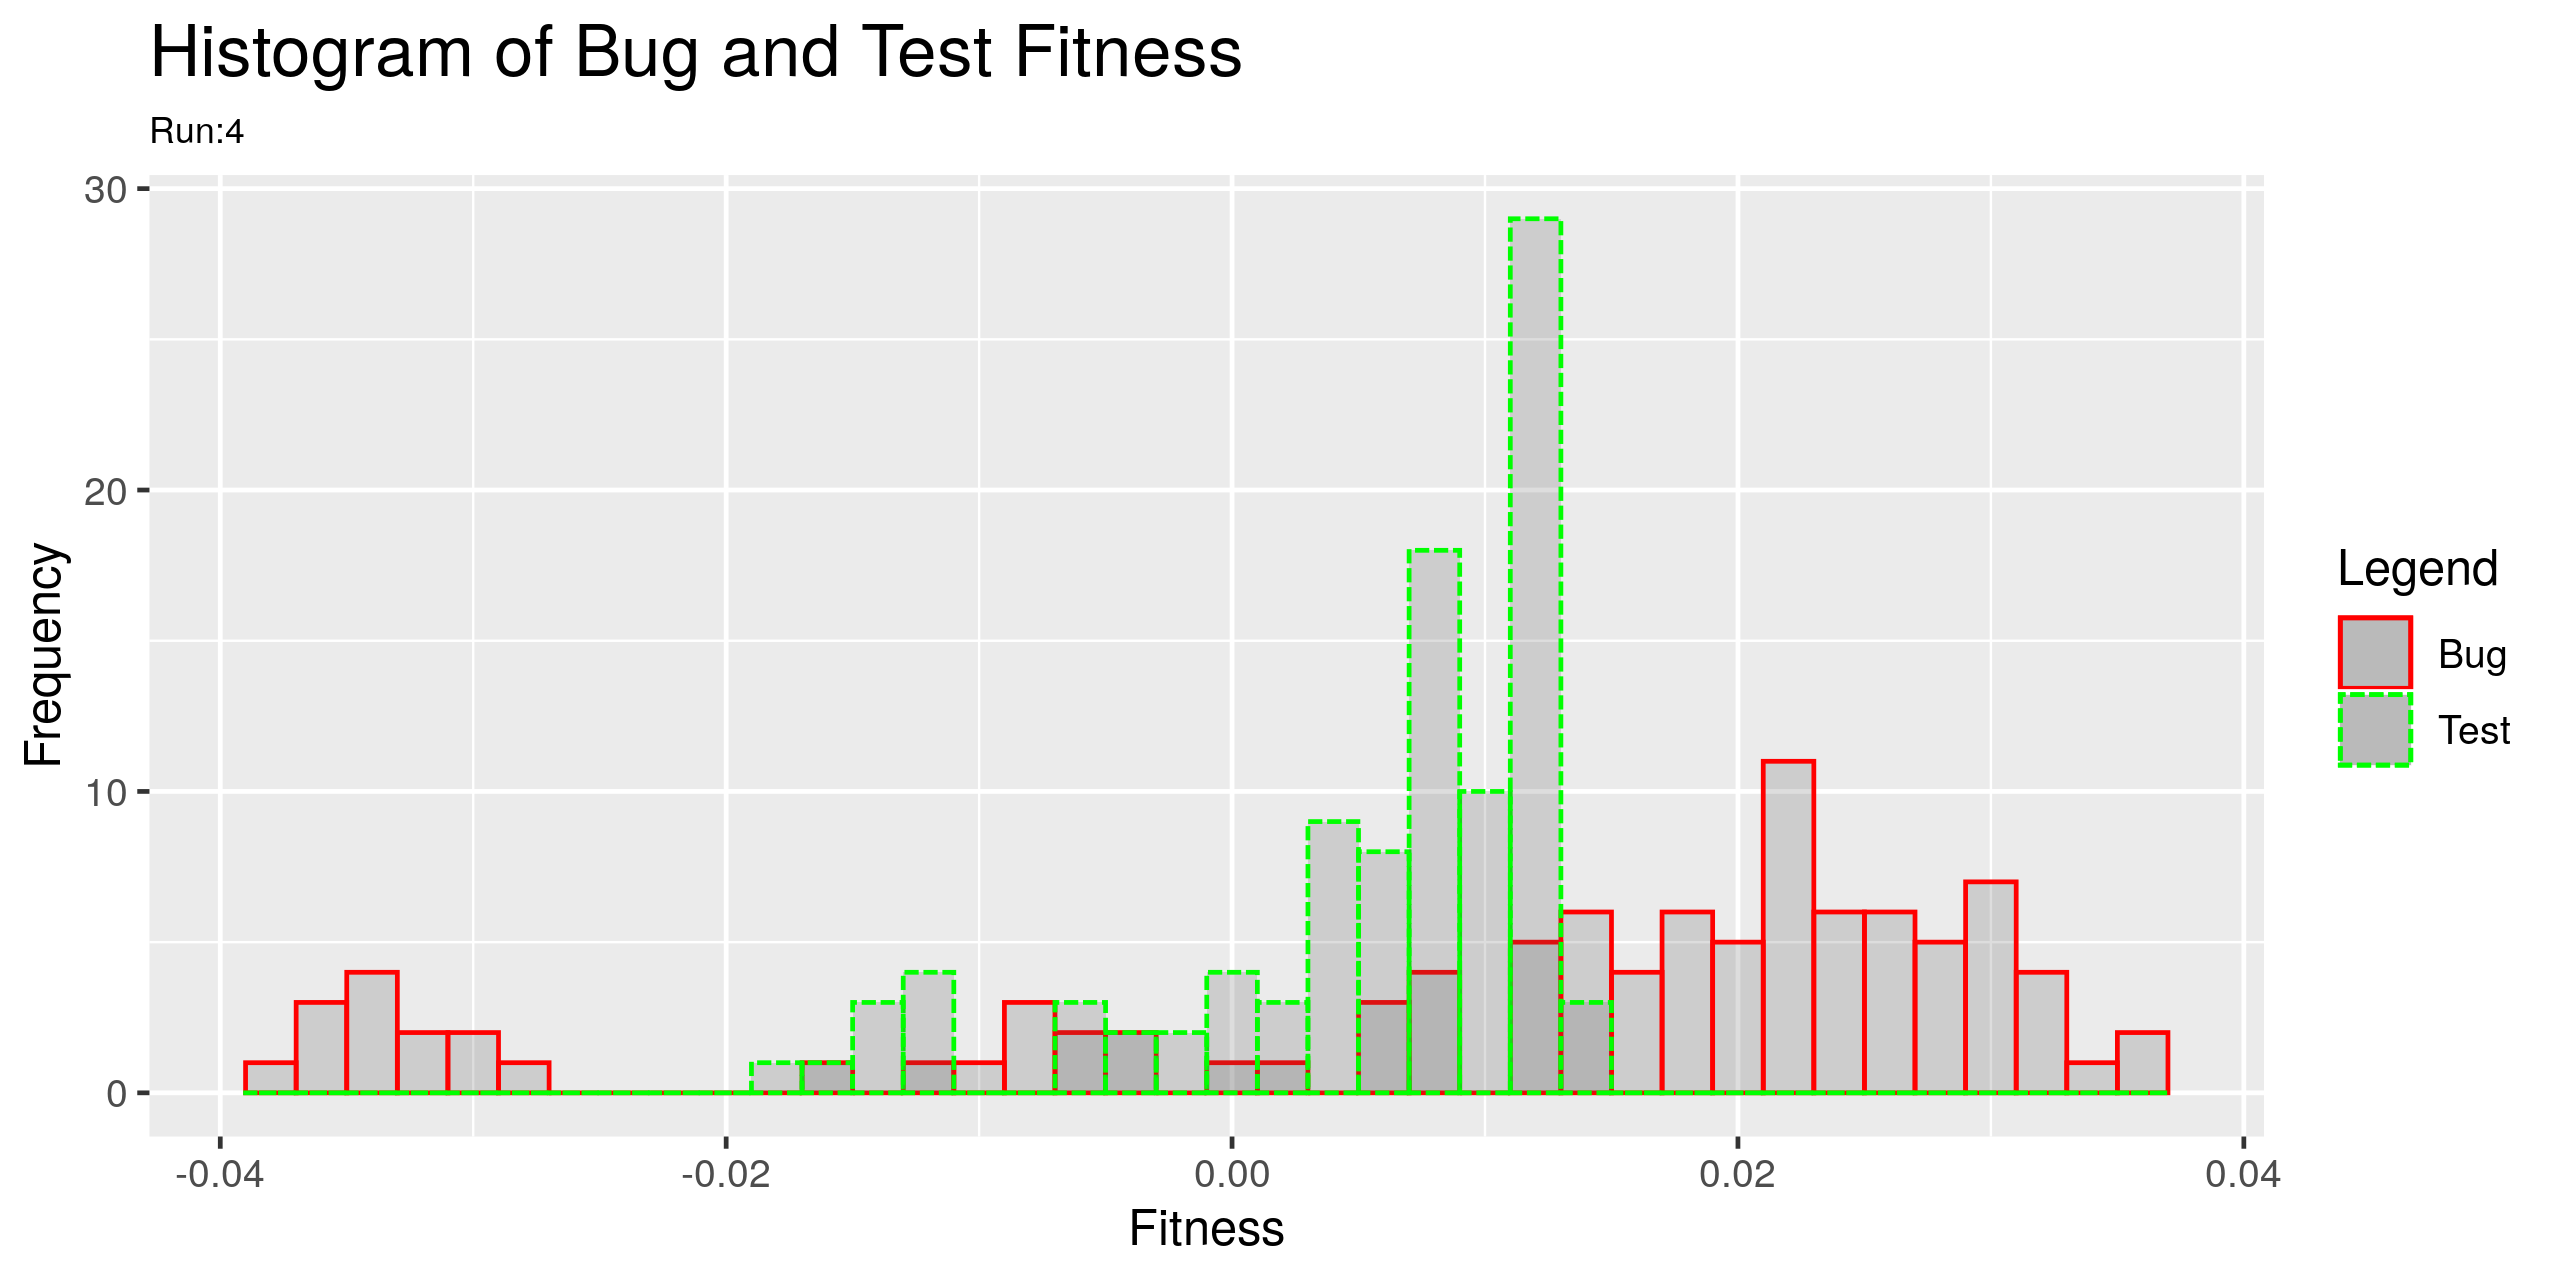 Histogram of Bug and Test Fitness
Run:4
30
20
10
0
Frequency
-0.04
-0.02
0.00
0.02
0.04
Fitness
Legend
Bug
Test